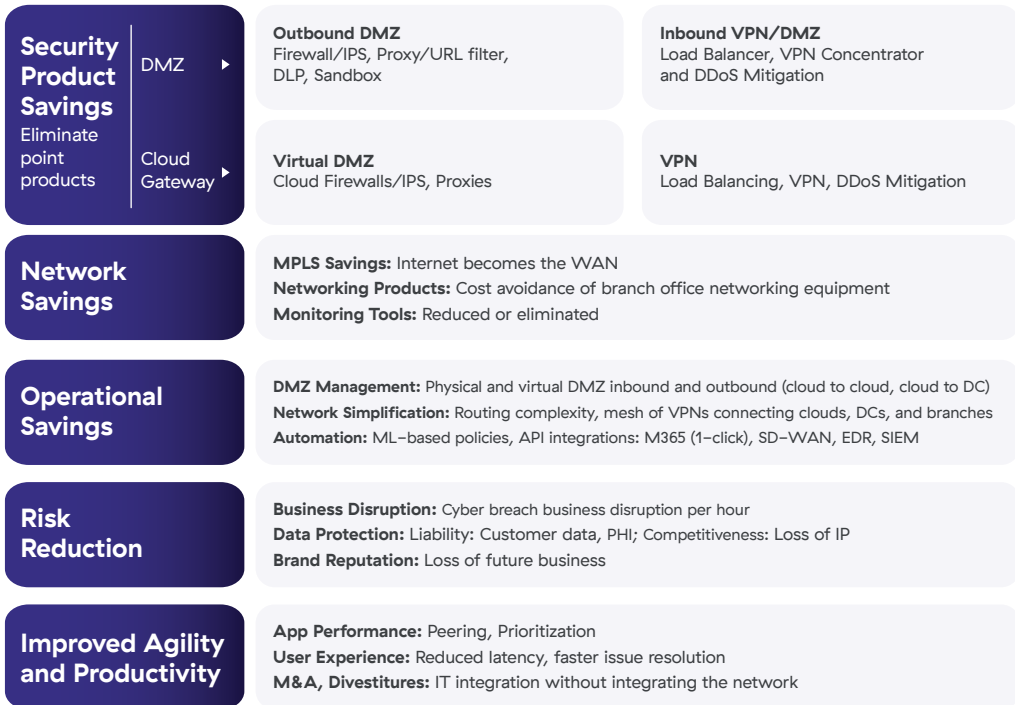 Security
Product
Savings
Eliminate
point
products
DMZ
Cloud
Gateway
Outbound DMZ
Firewall/IPS, Proxy/URL filter,
DLP, Sandbox
Inbound VPN/DMZ
Load Balancer, VPN Concentrator
and DDoS Mitigation
Virtual DMZ
Cloud Firewalls/IPS, Proxies
VPN
Load Balancing, VPN, DDoS Mitigation
Network
Savings
MPLS Savings: Internet becomes the WAN
Networking Products: Cost avoidance of branch office networking equipment
Monitoring Tools: Reduced or eliminated
Operational
Savings
DMZ Management: Physical and virtual DMZ inbound and outbound (cloud to cloud, cloud to DC)
Network Simplification: Routing complexity, mesh of VPNs connecting clouds, DCs, and branches
Automation: ML-based policies, API integrations: M365 (1-click), SD-WAN, EDR, SIEM
Risk
Reduction
Business Disruption: Cyber breach business disruption per hour
Data Protection: Liability: Customer data, PHI; Competitiveness: Loss of IP
Brand Reputation: Loss of future business
Improved Agility
and Productivity
App Performance: Peering, Prioritization
User Experience: Reduced latency, faster issue resolution
M&A, Divestitures: IT integration without integrating the network